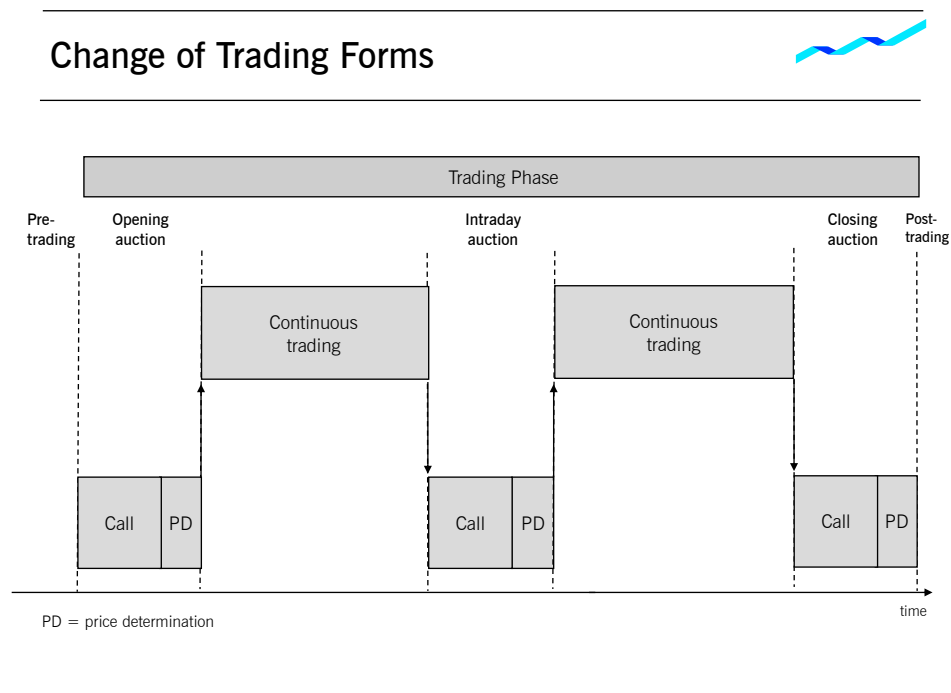 Change of Trading Forms
Trading Phase
Pre-
trading
Opening
auction
Intraday
auction
Closing
auction
Post-
trading
Continuous
trading
Continuous
trading
Call
PD
Call
PD
Call
PD
time
PD = price determination